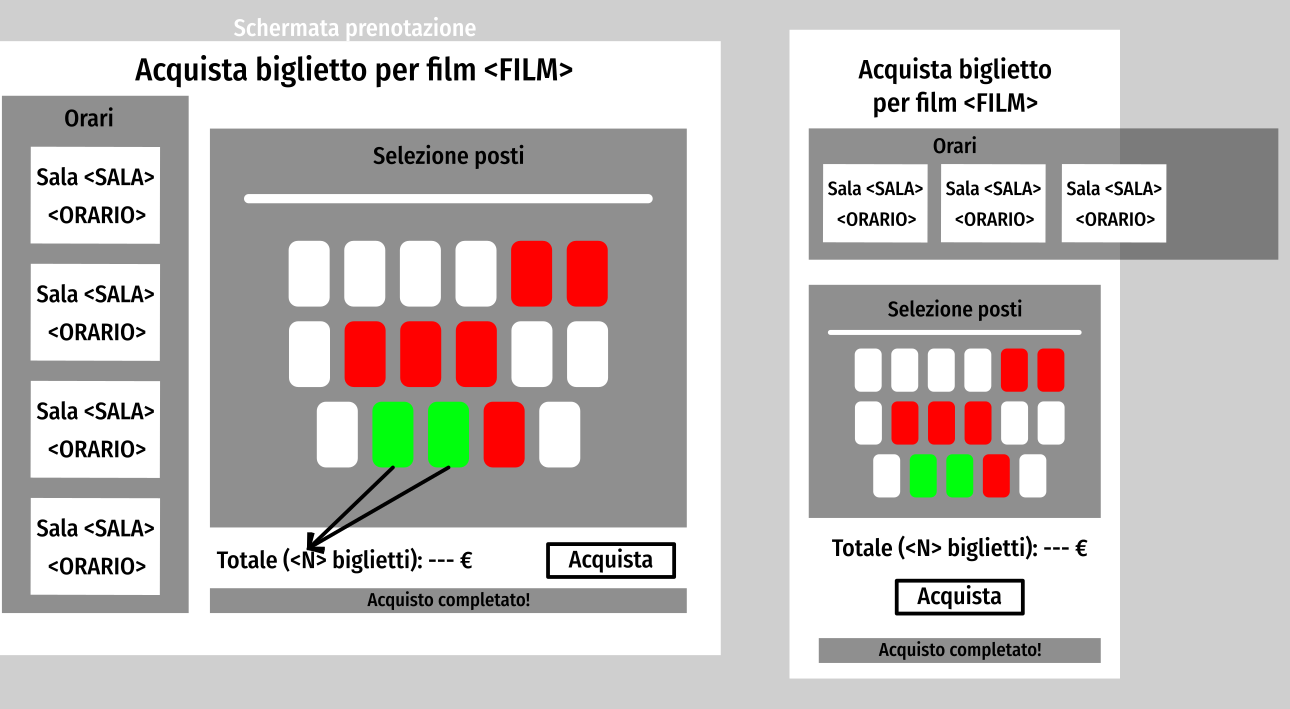 Schermata prenotazione
Acquista biglietto per film <FILM>
Orari
Sala <SALA>
<ORARIO>
Sala <SALA>
<ORARIO>
Sala <SALA>
<ORARIO>
Sala <SALA>
<ORARIO>
Selezione posti
Totale (<N> biglietti): --- €
Acquista
Acquisto completato!
Acquista biglietto
per film <FILM>
Orari
Sala <SALA>
<ORARIO>
Sala <SALA>
<ORARIO>
Sala <SALA>
<ORARIO>
Selezione posti
Totale (<N> biglietti): --- €
Acquista
Acquisto completato!